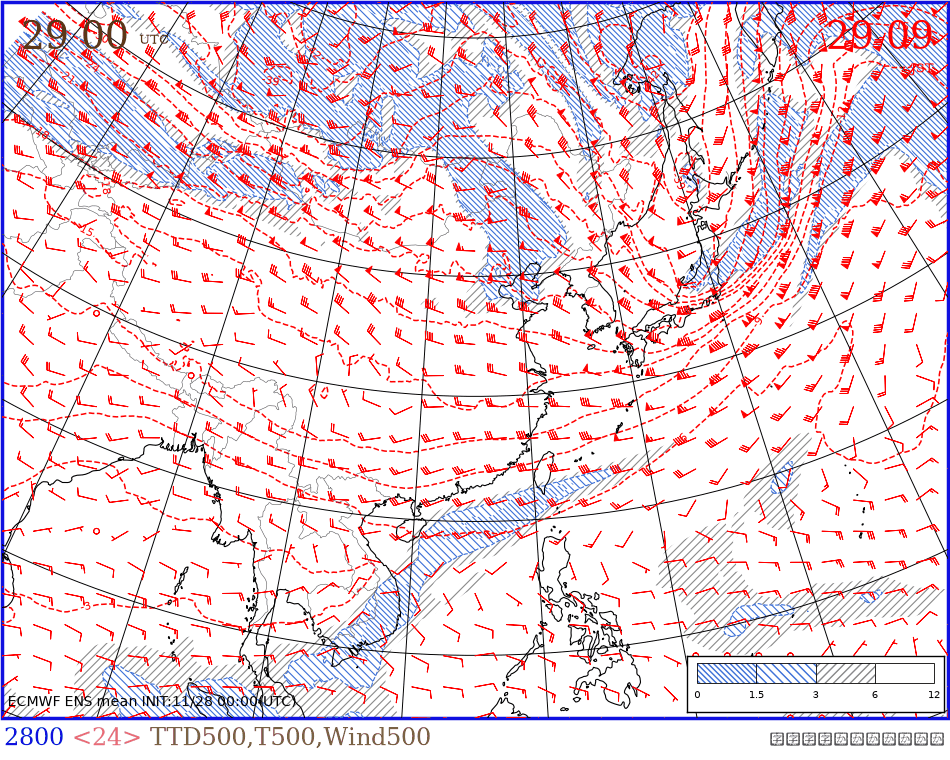 29 00 UTC
29.09 JST
ECMWF ENS mean INIT:11/28 00:00(UTC)
0 1.5 3 6 12
2800 <24> TTD500,T500,Wind500